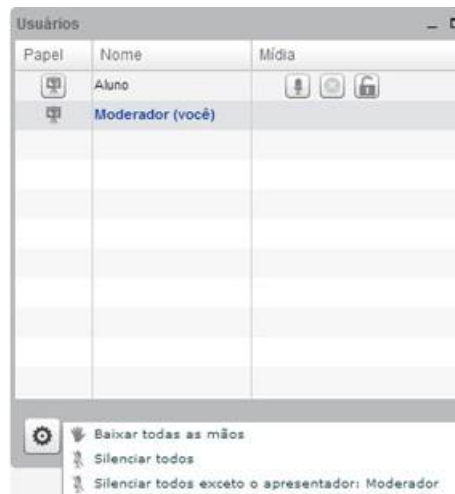 Usuários
Papel Nome Mídia
Aluno
Moderador (você)
Baixar todas as mãos
Silenciar todos
Silenciar todos exceto o apresentador: Moderador